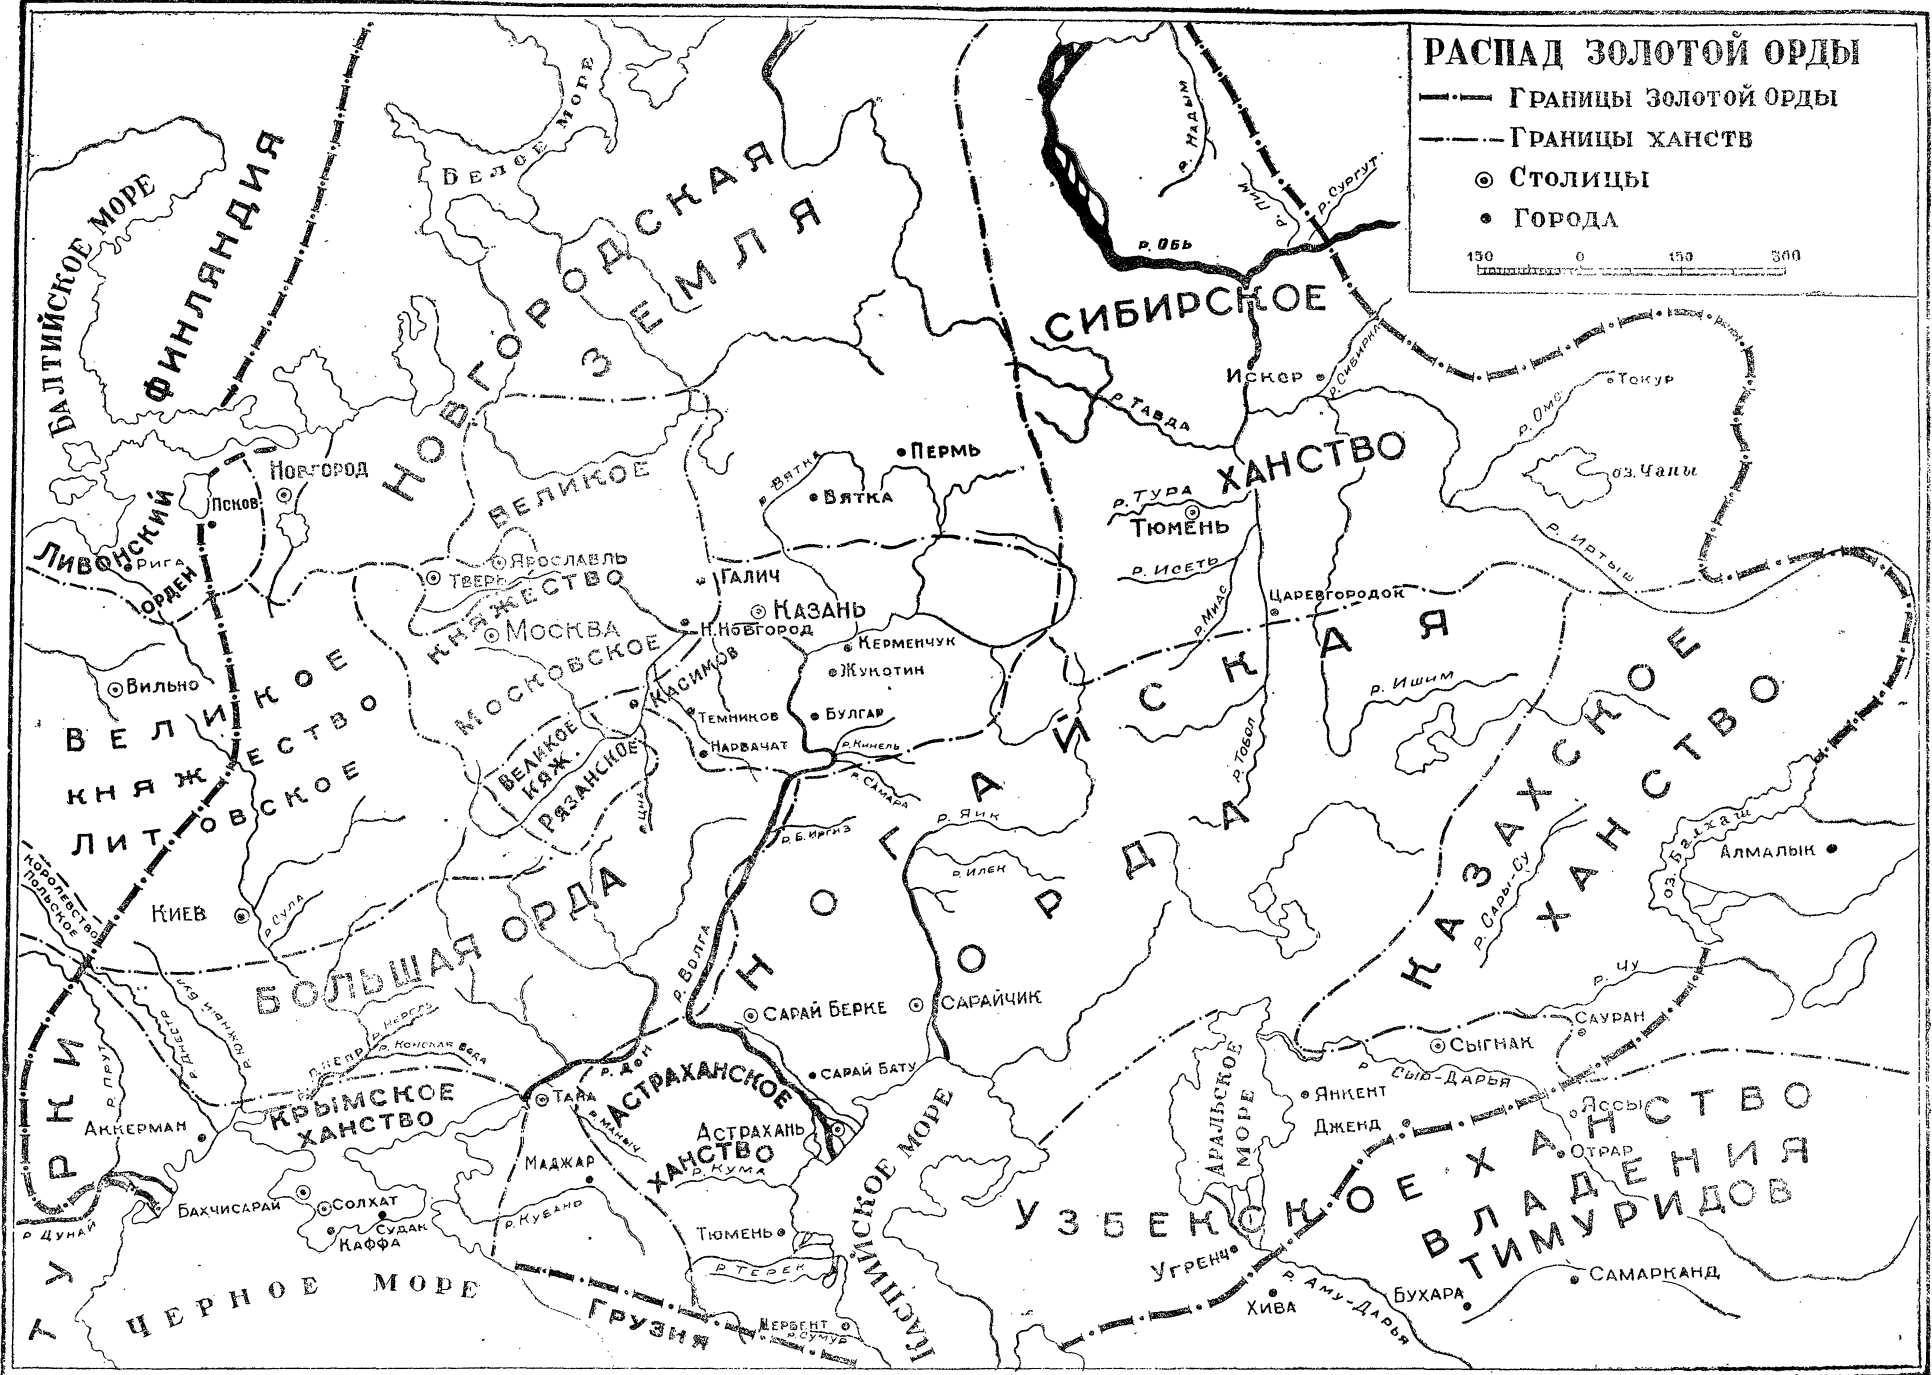 РАСПАД ЗОЛОТОЙ ОРДЫ
ГРАНИЦЫ ЗОЛОТОЙ ОРДЫ
ГРАНИЦЫ ХАНСТВ
СТОЛИЦЫ
ГОРОДА
150 0 150 300
БАЛТИЙСКОЕ МОРЕ
ФИНЛЯНДИЯ
БЕЛОЕ МОРЕ
НОВГОРОДСКАЯ
ЗЕМЛЯ
р. НАДЫМ
р. ПИМ
р. СУРГУТ
р. ОБЬ
СИБИРСКОЕ
ХАНСТВО
ИСКЕР
р. СИБИРКА
ТОКУР
р. ОМЬ
р. ТАВДА
оз. Чаны
р. ТУРА
ТЮМЕНЬ
р. ИСЕТЬ
р. МИАС
р. ИРТЫШ
ЦАРЕВГОРОДОК
НОВГОРОД
ПСКОВ
ЛИВОНСКИЙ
ОРДЕН
РИГА
ПЕРМЬ
р. ВЯТКА
ВЯТКА
ВЕЛИКОЕ
КНЯЖЕСТВО
МОСКОВСКОЕ
ЯРОСЛАВЛЬ
ТВЕРЬ
МОСКВА
ГАЛИЧ
КАЗАНЬ
Н.НОВГОРОД
КЕРМЕНЧУК
ЖУКОТИН
КАСИМОВ
ТЕМНИКОВ
БУЛГАР
НАРВАЧАТ
р. КИНЕЛЬ
р. САМАРА
ВИЛЬНО
ВЕЛИКОЕ
КНЯЖЕСТВО
ЛИТОВСКОЕ
ВЕЛИКОЕ
КНЯЖ.
РЯЗАНСКОЕ
р. Б. ИРГИЗ
р. ЯИК
р. ИЛЕК
р. ТОБОЛ
р. ИШИМ
НОГАЙСКАЯ
ОРДА
КАЗАХСКОЕ
ХАНСТВО
р. САРЫ-СУ
оз. Балхаш
АЛМАЛЫК
КОРОЛЕВСТВО
ПОЛЬСКОЕ
КИЕВ
р. СУЛА
БОЛЬШАЯ ОРДА
р. ВОЛГА
САРАЙ БЕРКЕ
САРАЙЧИК
р. ЧУ
САУРАН
СЫГНАК
р. СЫР-ДАРЬЯ
ЯССЫ
ОТРАР
ЯНКЕНТ
ДЖЕНД
АРАЛЬСКОЕ
МОРЕ
ТУРКИ
р. ПРУТ
р. ДНЕСТР
р. ЮЖНЫЙ БУГ
ДНЕПР
р. КОНСКАЯ ВОДА
р. ДОН
САРАЙ БАТУ
КРЫМСКОЕ
ХАНСТВО
ТАНА
р. МАНЫЧ
АСТРАХАНСКОЕ
ХАНСТВО
АСТРАХАНЬ
р. КУМА
АККЕРМАН
МАДЖАР
БАХЧИСАРАЙ
СОЛХАТ
СУДАК
КАФФА
р. КУБАНЬ
р. ДУНАЙ
ЧЕРНОЕ МОРЕ
ТЮМЕНЬ
р. ТЕРЕК
КАСПИЙСКОЕ МОРЕ
ГРУЗИЯ
ДЕРБЕНТ
УЗБЕКСКОЕ ХАНСТВО
ВЛАДЕНИЯ
ТИМУРИДОВ
УГРЕНЧ
ХИВА
р. АМУ-ДАРЬЯ
БУХАРА
САМАРКАНД